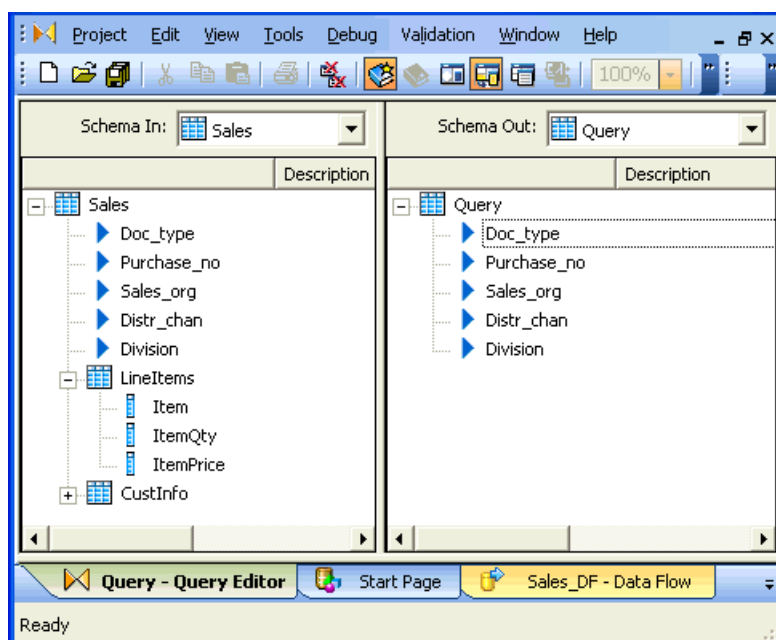 Project Edit View Tools Debug Validation Window Help
100%
Schema In: Sales
Schema Out: Query
Description
Description
Sales
Doc_type
Purchase_no
Sales_org
Distr_chan
Division
LineItems
Item
ItemQty
ItemPrice
CustInfo
Query
Doc_type
Purchase_no
Sales_org
Distr_chan
Division
Query - Query Editor Start Page Sales_DF - Data Flow
Ready